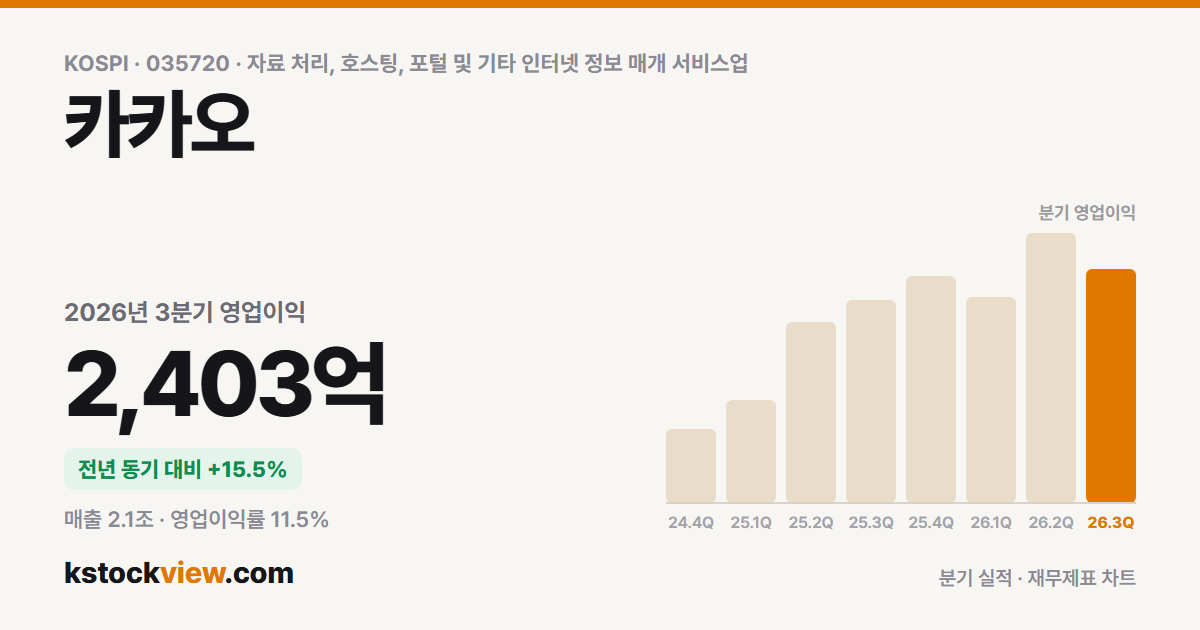 KOSPI · 035720 · 자료 처리, 호스팅, 포털 및 기타 인터넷 정보 매개 서비스업
카카오
분기 영업이익
2026년 3분기 영업이익
2,403억
전년 동기 대비 +15.5%
매출 2.1조 · 영업이익률 11.5%
24.4Q 25.1Q 25.2Q 25.3Q 25.4Q 26.1Q 26.2Q 26.3Q
kstockview.com
분기 실적 · 재무제표 차트